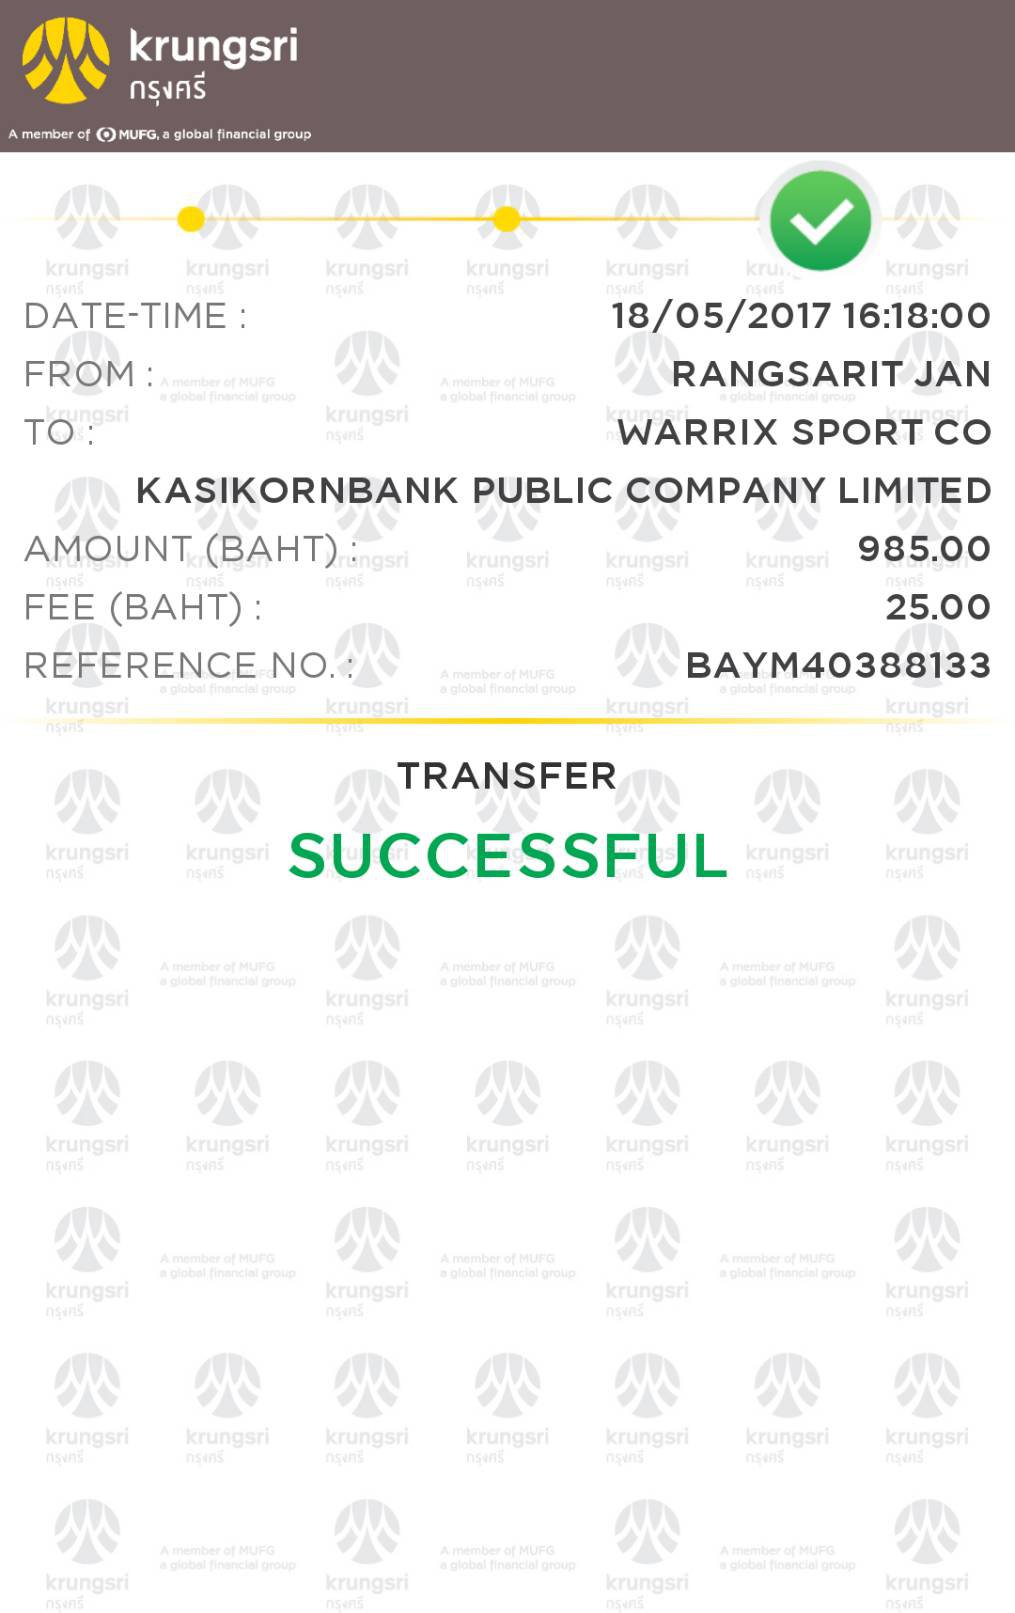 krungsri
กรุงศรี
A member of MUFG, a global financial group
DATE-TIME : 18/05/2017 16:18:00
FROM : RANGSARIT JAN
TO : WARRIX SPORT CO
KASIKORNBANK PUBLIC COMPANY LIMITED
AMOUNT (BAHT) : 985.00
FEE (BAHT) : 25.00
REFERENCE NO. : BAYM40388133
TRANSFER
SUCCESSFUL